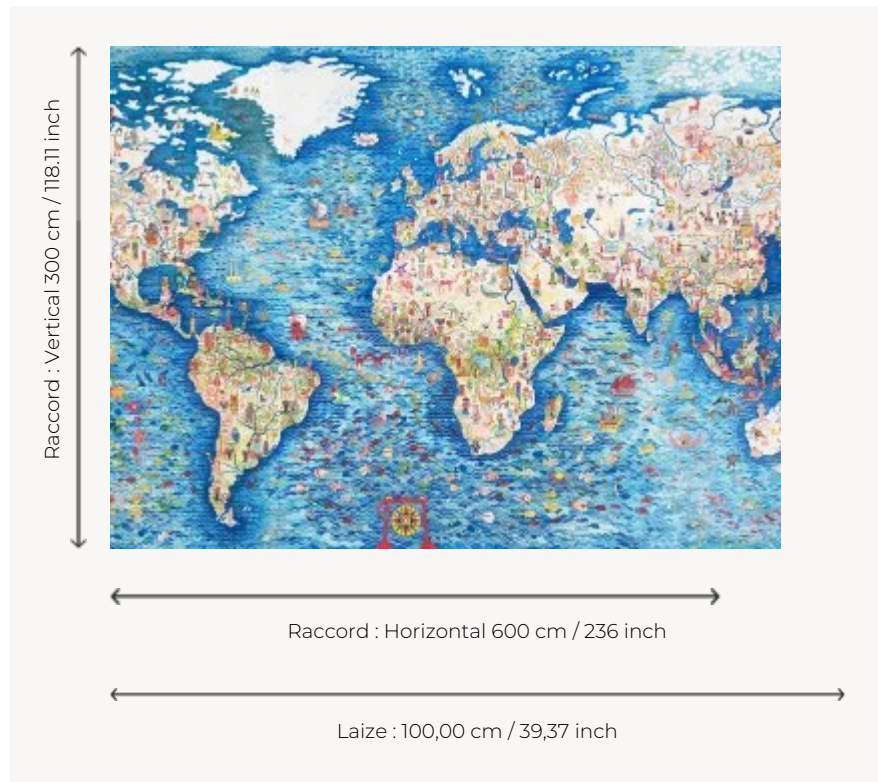 Raccord : Vertical 300 cm / 118.11 inch
Raccord : Horizontal 600 cm / 236 inch
Laize : 100,00 cm / 39,37 inch